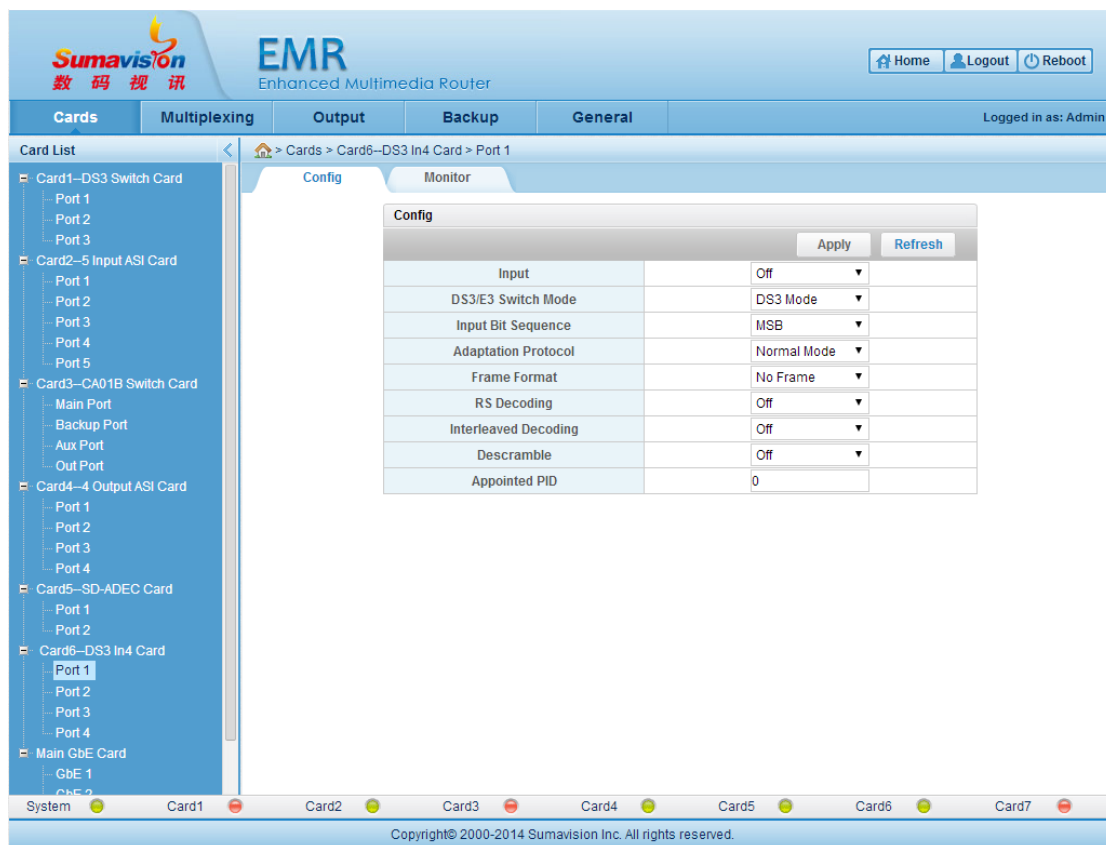 Sumavision
数码视讯
EMR
Enhanced Multimedia Router
Home Logout Reboot
Cards Multiplexing Output Backup General Logged in as: Admin
Card List
> Cards > Card6--DS3 In4 Card > Port 1
Config Monitor
Card1--DS3 Switch Card
Port 1
Port 2
Port 3
Card2--5 Input ASI Card
Port 1
Port 2
Port 3
Port 4
Port 5
Card3--CA01B Switch Card
Main Port
Backup Port
Aux Port
Out Port
Card4--4 Output ASI Card
Port 1
Port 2
Port 3
Port 4
Card5--SD-ADEC Card
Port 1
Port 2
Card6--DS3 In4 Card
Port 1
Port 2
Port 3
Port 4
Main GbE Card
GbE 1
GbE 2
Config
Apply Refresh
Input Off
DS3/E3 Switch Mode DS3 Mode
Input Bit Sequence MSB
Adaptation Protocol Normal Mode
Frame Format No Frame
RS Decoding Off
Interleaved Decoding Off
Descramble Off
Appointed PID 0
System Card1 Card2 Card3 Card4 Card5 Card6 Card7
Copyright© 2000-2014 Sumavision Inc. All rights reserved.